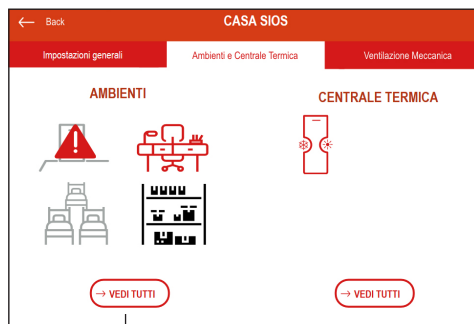 ← Back
CASA SIOS
Impostazioni generali
Ambienti e Centrale Termica
Ventilazione Meccanica
AMBIENTI
CENTRALE TERMICA
→ VEDI TUTTI
→ VEDI TUTTI